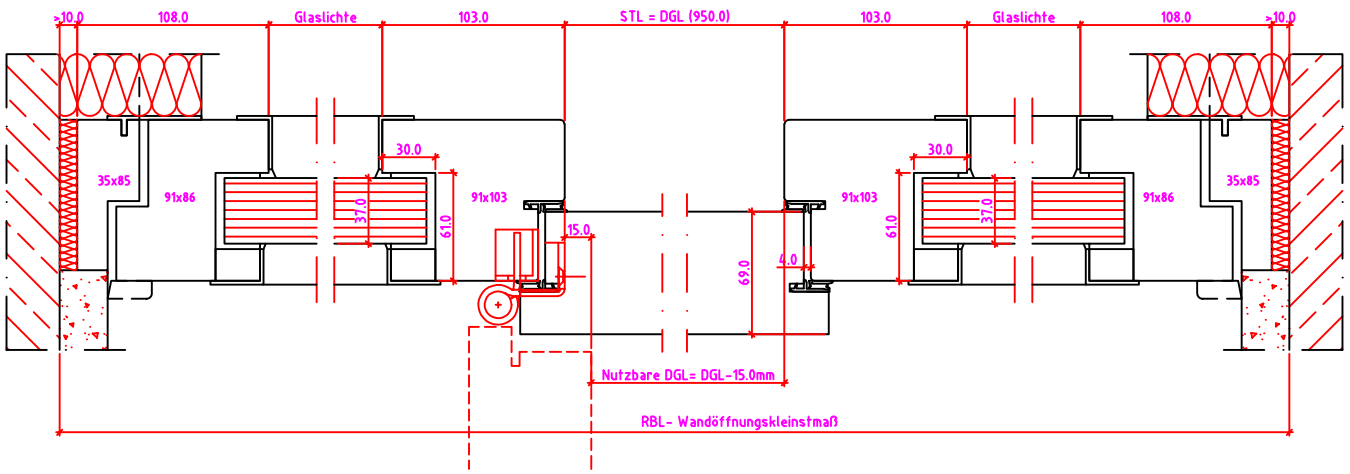 >10.0
108.0
Glaslichte
103.0
STL = DGL (950.0)
103.0
Glaslichte
108.0
>10.0
30.0
30.0
35x85
91x86
37.0
61.0
91x103
15.0
69.0
4.0
91x103
61.0
37.0
91x86
35x85
Nutzbare DGL= DGL-15.0mm
RBL- Wandöffnungskleinstmaß